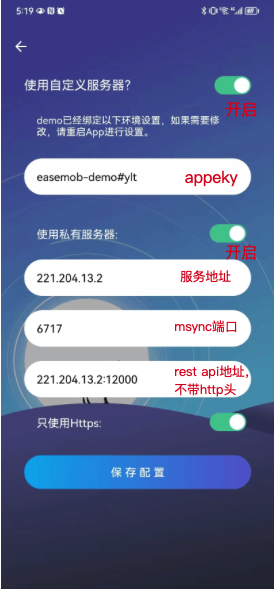 5:19
67
使用自定义服务器?
开启
demo已经绑定以下环境设置，如果需要修
改，请重启App进行设置。
easemob-demo#ylt appeky
使用私有服务器:
开启
221.204.13.2 服务地址
6717 msync端口
221.204.13.2:12000 rest api地址,
不带http头
只使用Https:
保存配置